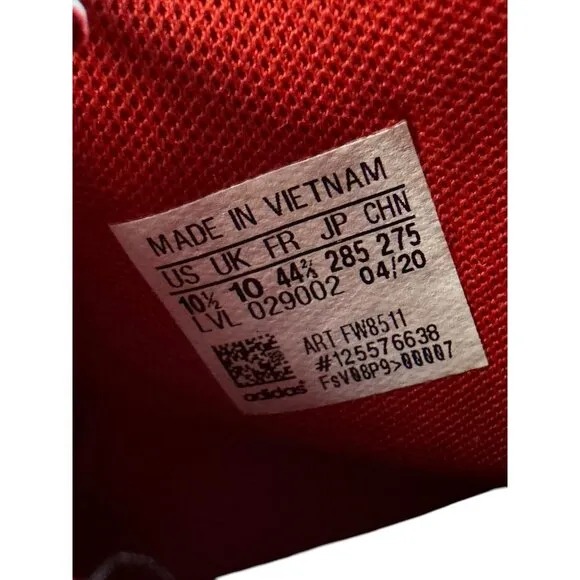 MADE IN VIETNAM
US UK FR JP CHN
10½ 10 44⅔ 285 275
LVL 029002 04/20
ART FW8511
#125576638
FsV08P9>00007
adidas